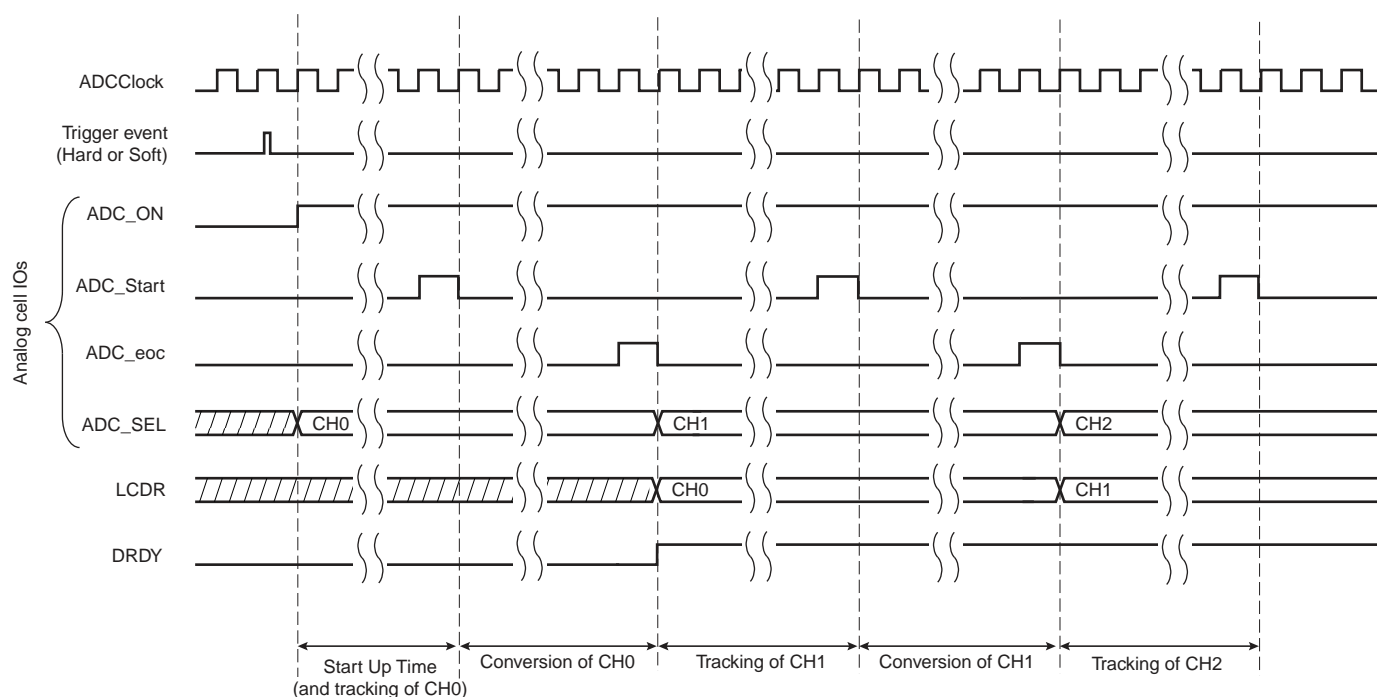 ADCClock
Trigger event
(Hard or Soft)
Analog cell IOs
ADC_ON
ADC_Start
ADC_eoc
ADC_SEL
CH0
CH1
CH2
LCDR
CH0
CH1
DRDY
Start Up Time
(and tracking of CH0)
Conversion of CH0
Tracking of CH1
Conversion of CH1
Tracking of CH2